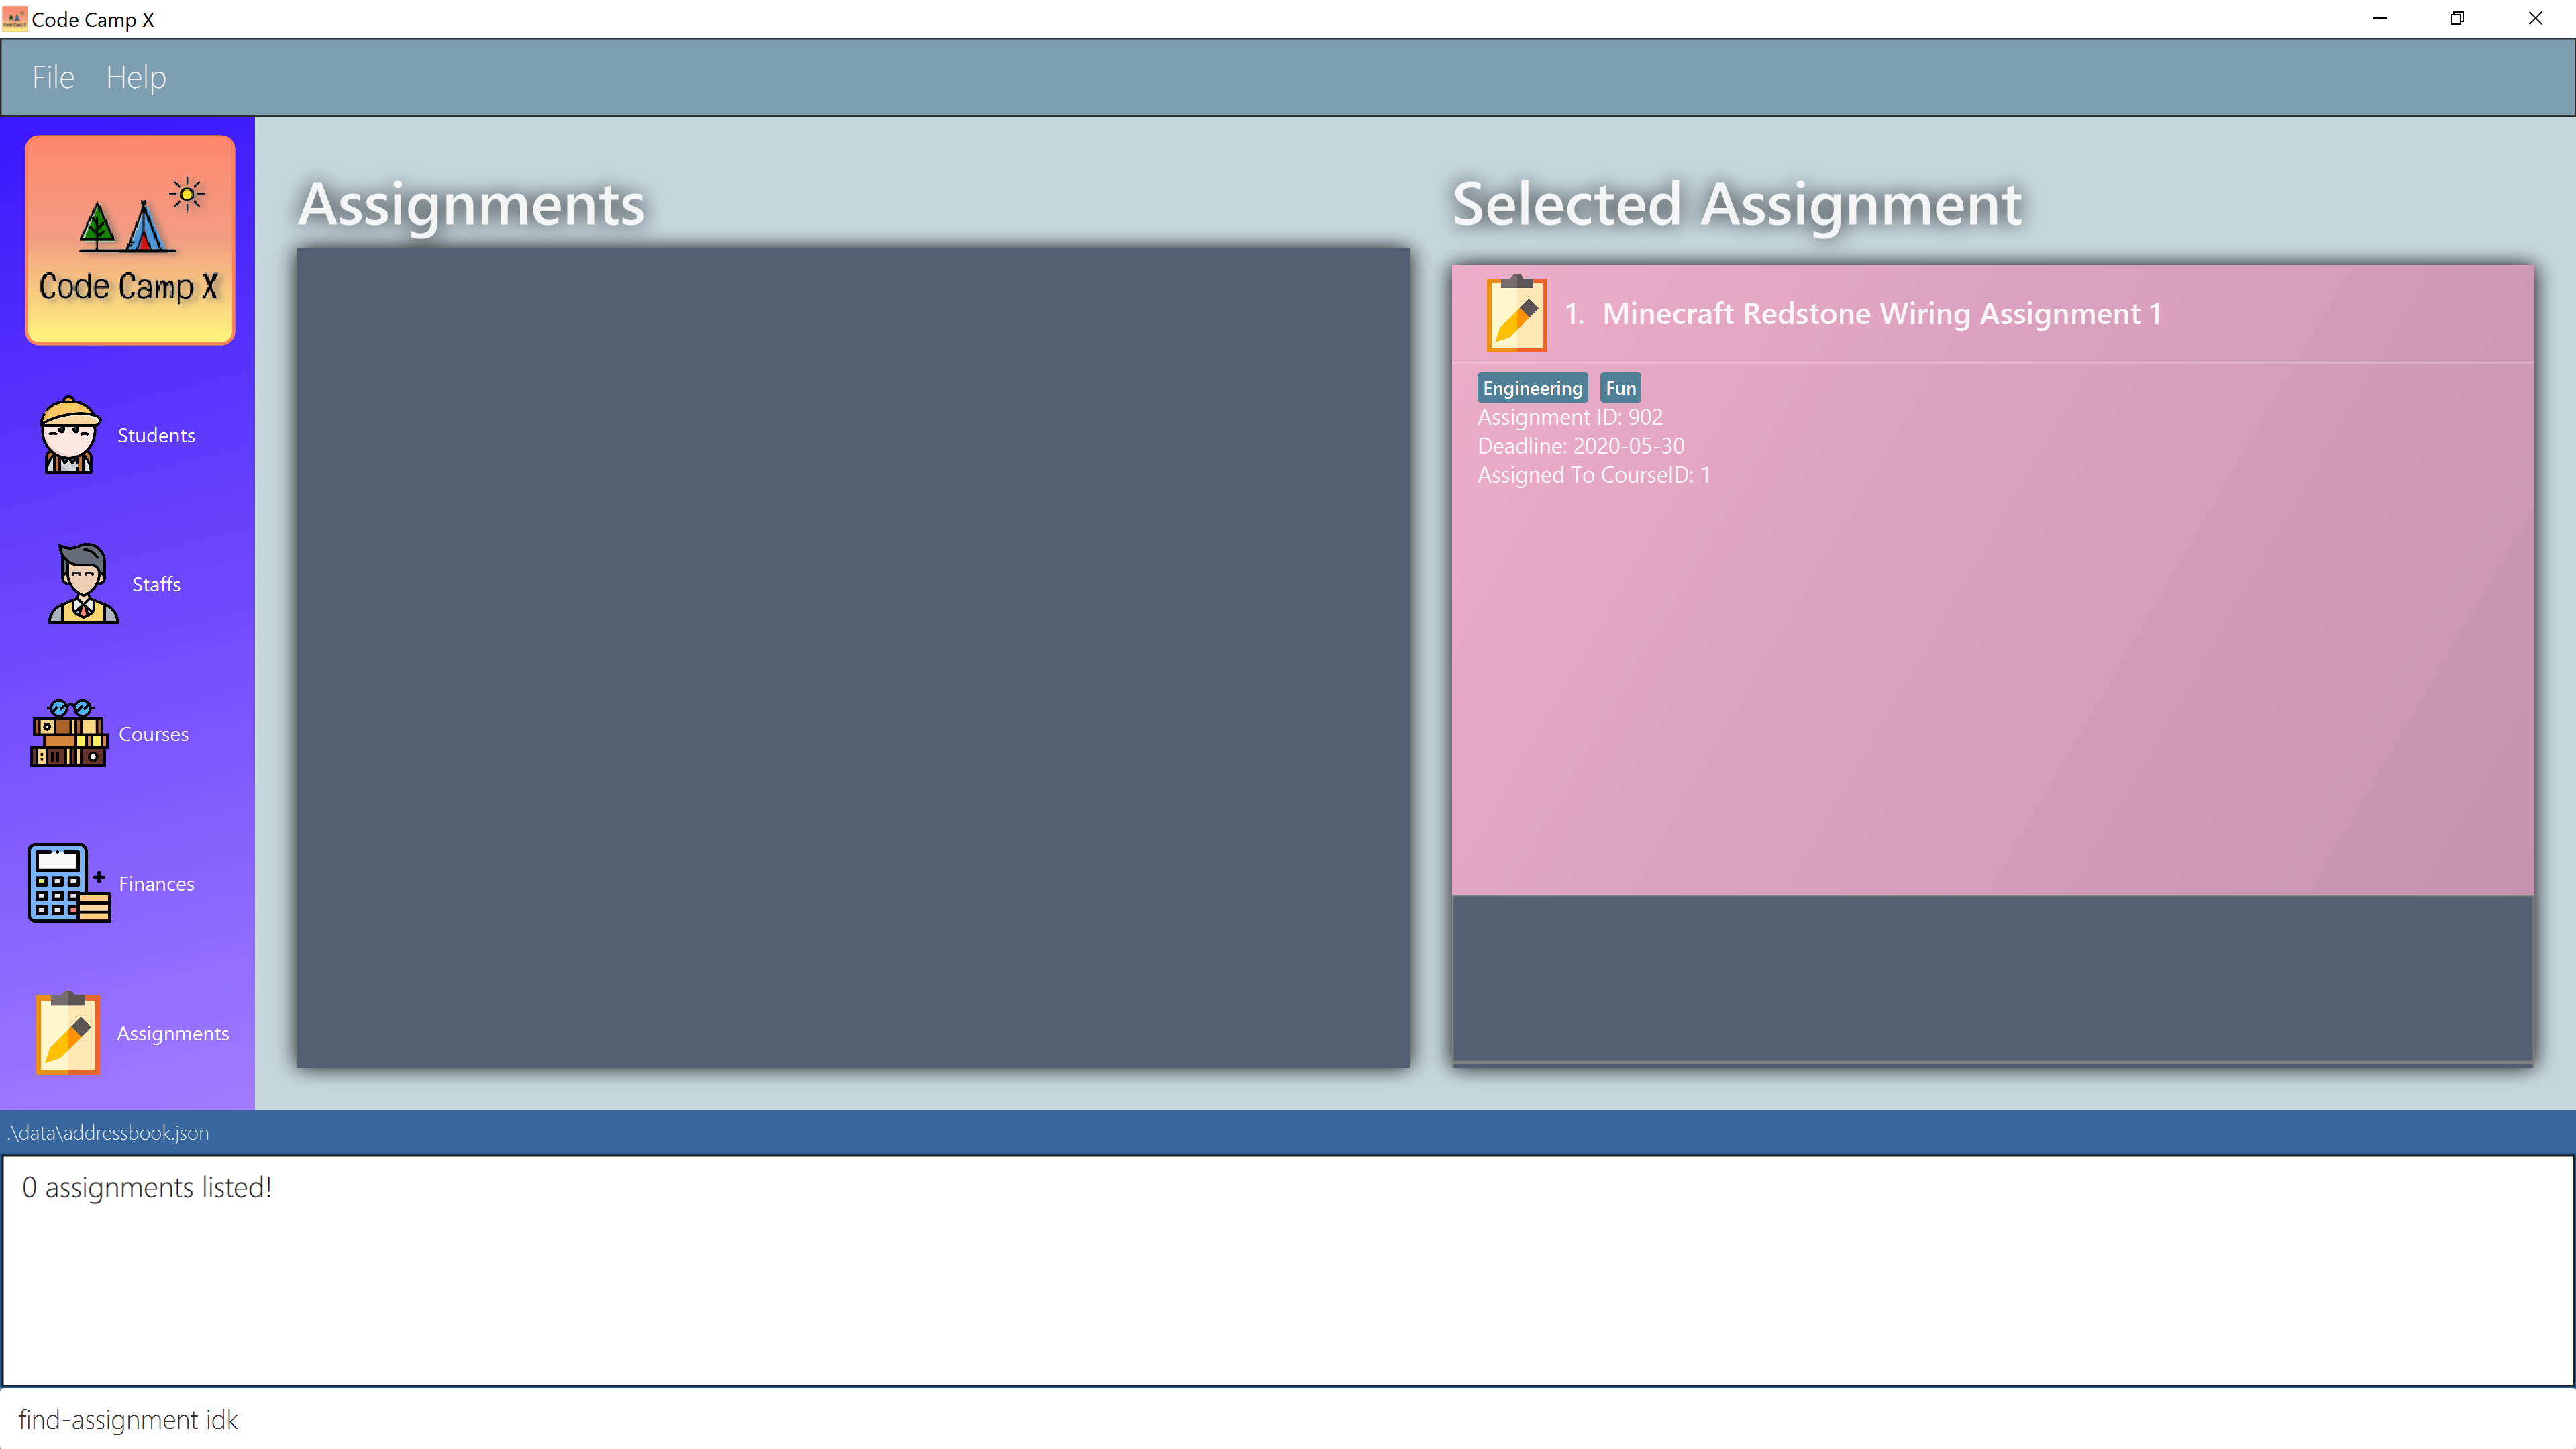 Code Camp X
File Help
Code Camp X
Students
Staffs
Courses
Finances
Assignments
Assignments
Selected Assignment
1. Minecraft Redstone Wiring Assignment 1
Engineering Fun
Assignment ID: 902
Deadline: 2020-05-30
Assigned To CourseID: 1
.\data\addressbook.json
0 assignments listed!
find-assignment idk